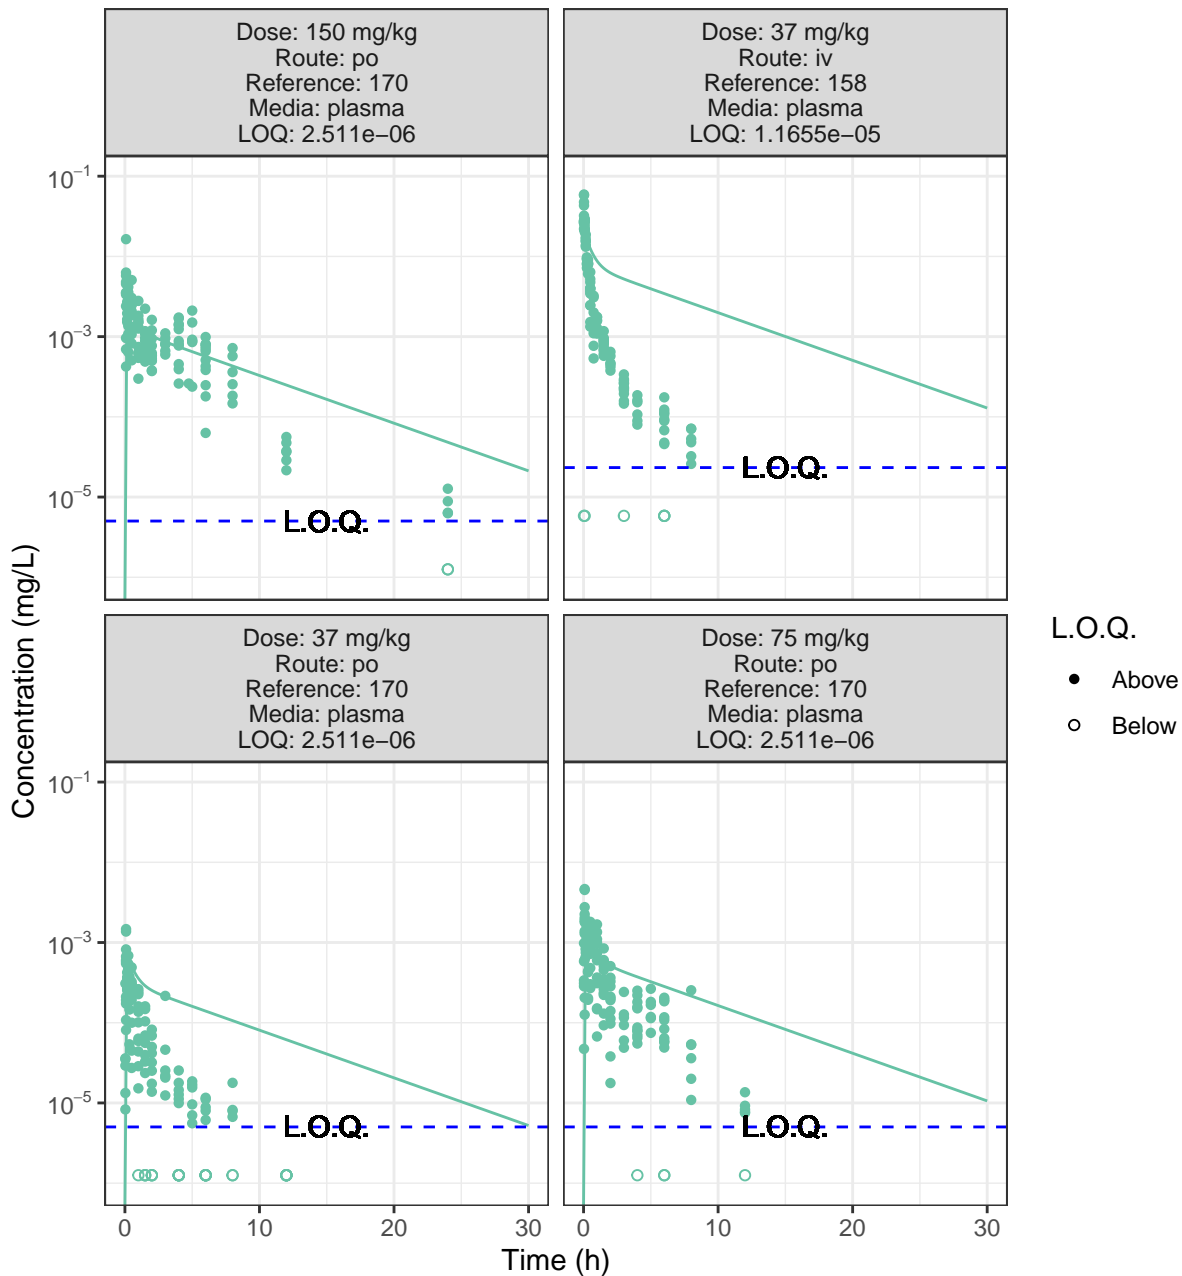 Dose: 150 mg/kg
Route: po
Reference: 170
Media: plasma
LOQ: 2.511e−06
Dose: 37 mg/kg
Route: iv
Reference: 158
Media: plasma
LOQ: 1.1655e−05
10−1
10−3
10−5
L.O.Q.
L.O.Q.
Dose: 37 mg/kg
Route: po
Reference: 170
Media: plasma
LOQ: 2.511e−06
Dose: 75 mg/kg
Route: po
Reference: 170
Media: plasma
LOQ: 2.511e−06
10−1
10−3
10−5
L.O.Q.
L.O.Q.
0 10 20 30
0 10 20 30
Time (h)
Concentration (mg/L)
L.O.Q.
Above
Below